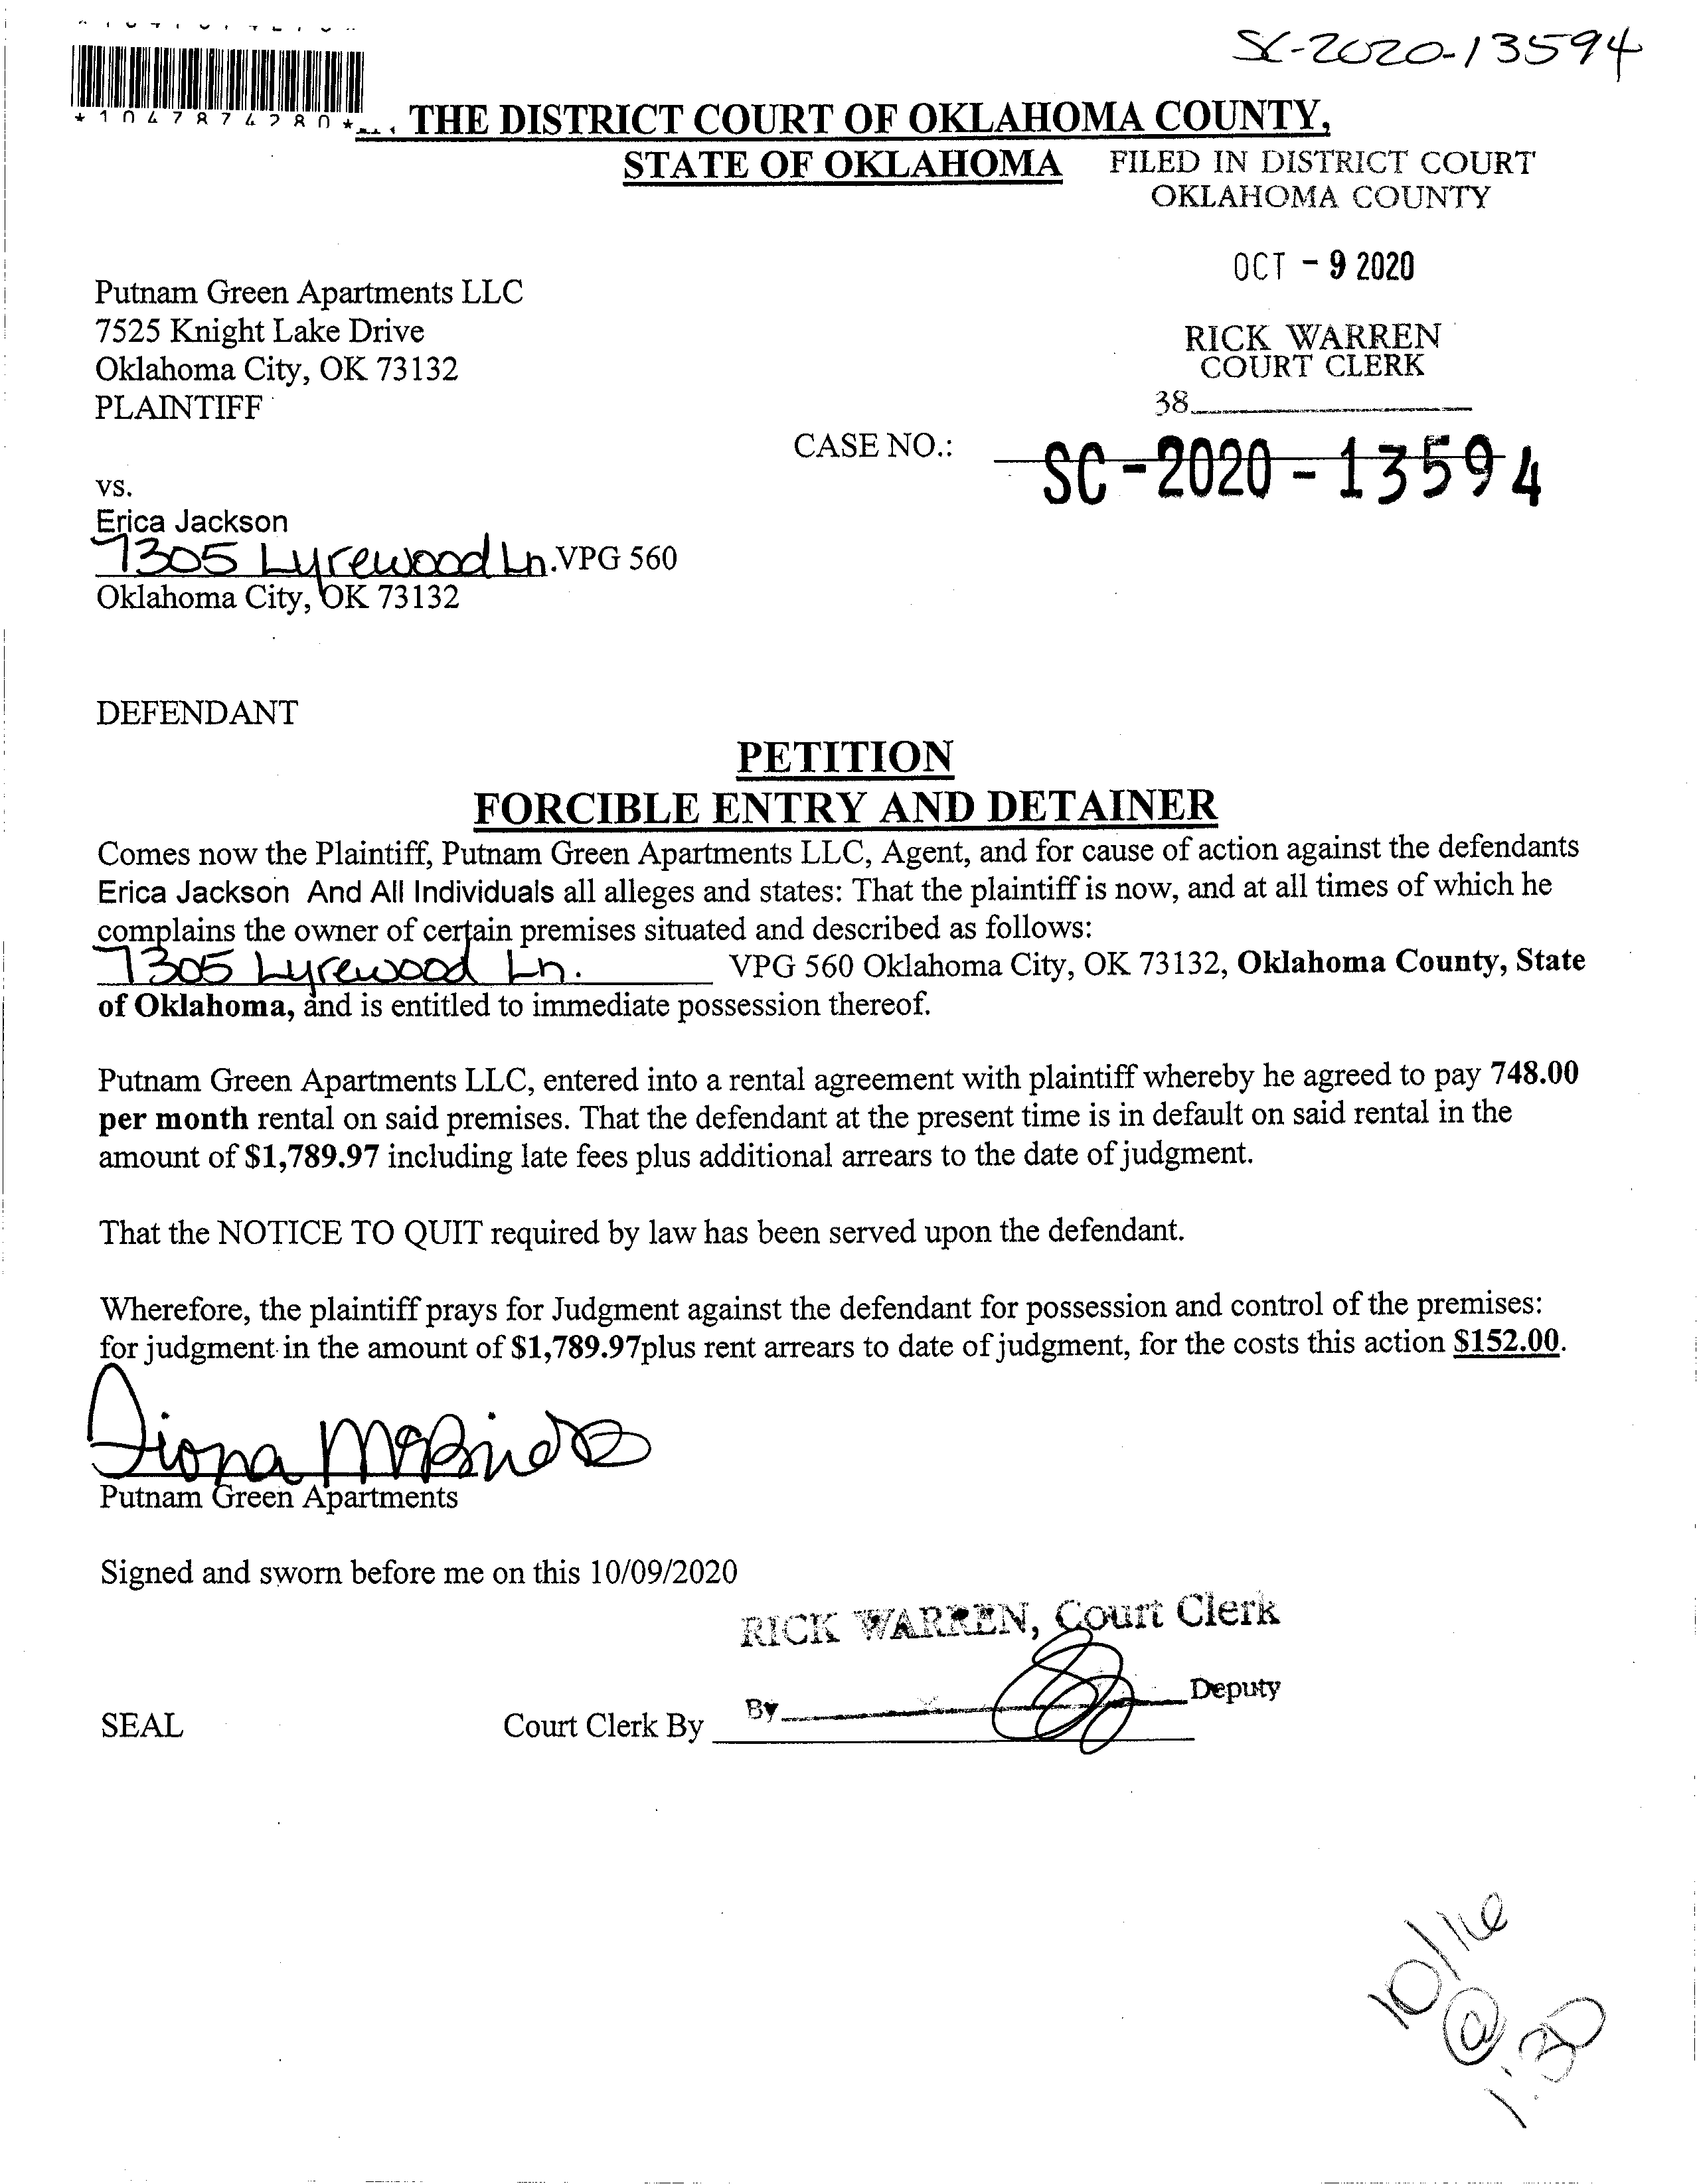 SC-2020-13594
*1047874280*
THE DISTRICT COURT OF OKLAHOMA COUNTY,
STATE OF OKLAHOMA
FILED IN DISTRICT COURT
OKLAHOMA COUNTY
OCT - 9 2020
Putnam Green Apartments LLC
7525 Knight Lake Drive
Oklahoma City, OK 73132
PLAINTIFF
RICK WARREN
COURT CLERK
38
CASE NO.:
SC-2020-13594
vs.
Erica Jackson
7305 Lyrewood Ln. VPG 560
Oklahoma City, OK 73132
DEFENDANT
PETITION
FORCIBLE ENTRY AND DETAINER
Comes now the Plaintiff, Putnam Green Apartments LLC, Agent, and for cause of action against the defendants
Erica Jackson And All Individuals all alleges and states: That the plaintiff is now, and at all times of which he
complains the owner of certain premises situated and described as follows:
7305 Lyrewood Ln. VPG 560 Oklahoma City, OK 73132, Oklahoma County, State
of Oklahoma, and is entitled to immediate possession thereof.
Putnam Green Apartments LLC, entered into a rental agreement with plaintiff whereby he agreed to pay 748.00
per month rental on said premises. That the defendant at the present time is in default on said rental in the
amount of $1,789.97 including late fees plus additional arrears to the date of judgment.
That the NOTICE TO QUIT required by law has been served upon the defendant.
Wherefore, the plaintiff prays for Judgment against the defendant for possession and control of the premises:
for judgment in the amount of $1,789.97plus rent arrears to date of judgment, for the costs this action $152.00.
Fiona
Putnam Green Apartments
Signed and sworn before me on this 10/09/2020
RICK WARREN, Court Clerk
By Deputy
SEAL
Court Clerk By
10/16
@
1:30